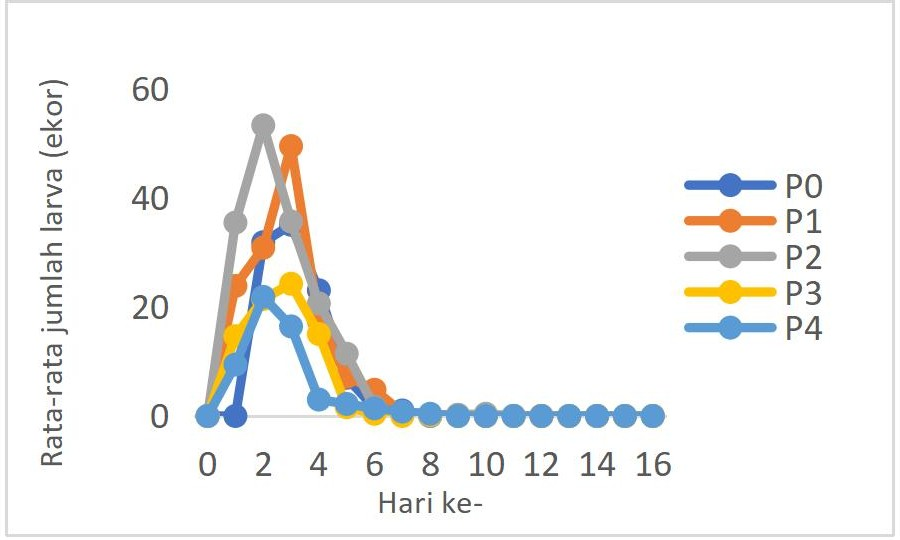 Rata-rata jumlah larva (ekor)
60
40
20
0
0 2 4 6 8 10 12 14 16
Hari ke-
P0
P1
P2
P3
P4